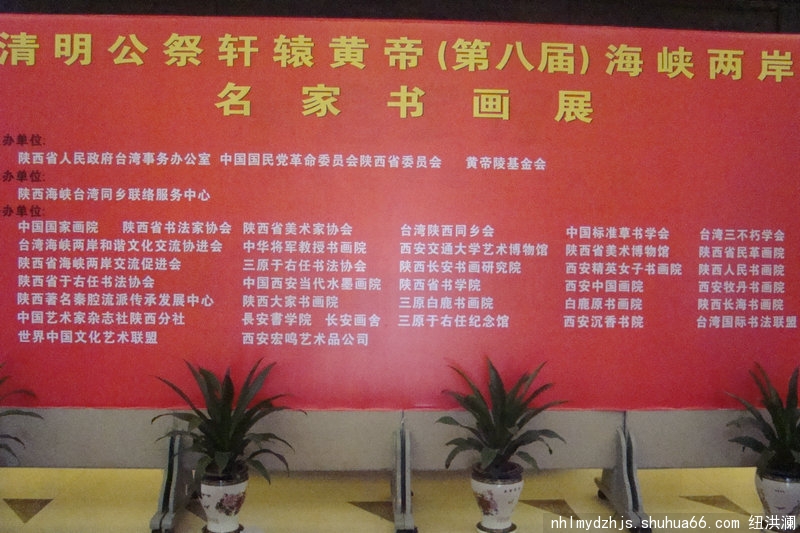 清明公祭轩辕黄帝(第八届)海峡两岸
名家书画展
办单位:
陕西省人民政府台湾事务办公室 中国国民党革命委员会陕西省委员会 黄帝陵基金会
办单位:
陕西海峡台湾同乡联络服务中心
办单位:
中国国家画院 陕西省书法家协会 陕西省美术家协会 台湾陕西同乡会 中国标准草书学会 台湾三不朽学会
台湾海峡两岸和谐文化交流协进会 中华将军教授书画院 西安交通大学艺术博物馆 陕西省美术博物馆 陕西省民革画院
陕西省海峡两岸交流促进会 三原于右任书法协会 陕西长安书画研究院 西安精英女子书画院 陕西人民书画院
陕西省于右任书法协会 中国西安当代水墨画院 陕西省书学院 西安中国画院 西安牡丹书画院
陕西著名秦腔流派传承发展中心 陕西大家书画院 三原白鹿书画院 白鹿原书画院 陕西长海书画院
中国艺术家杂志社陕西分社 長安書学院 长安画舍 三原于右任纪念馆 西安沉香书院 台湾国际书法联盟
世界中国文化艺术联盟 西安宏鸣艺术品公司
nhlmydzhjs.shuhua66.com 纽洪澜